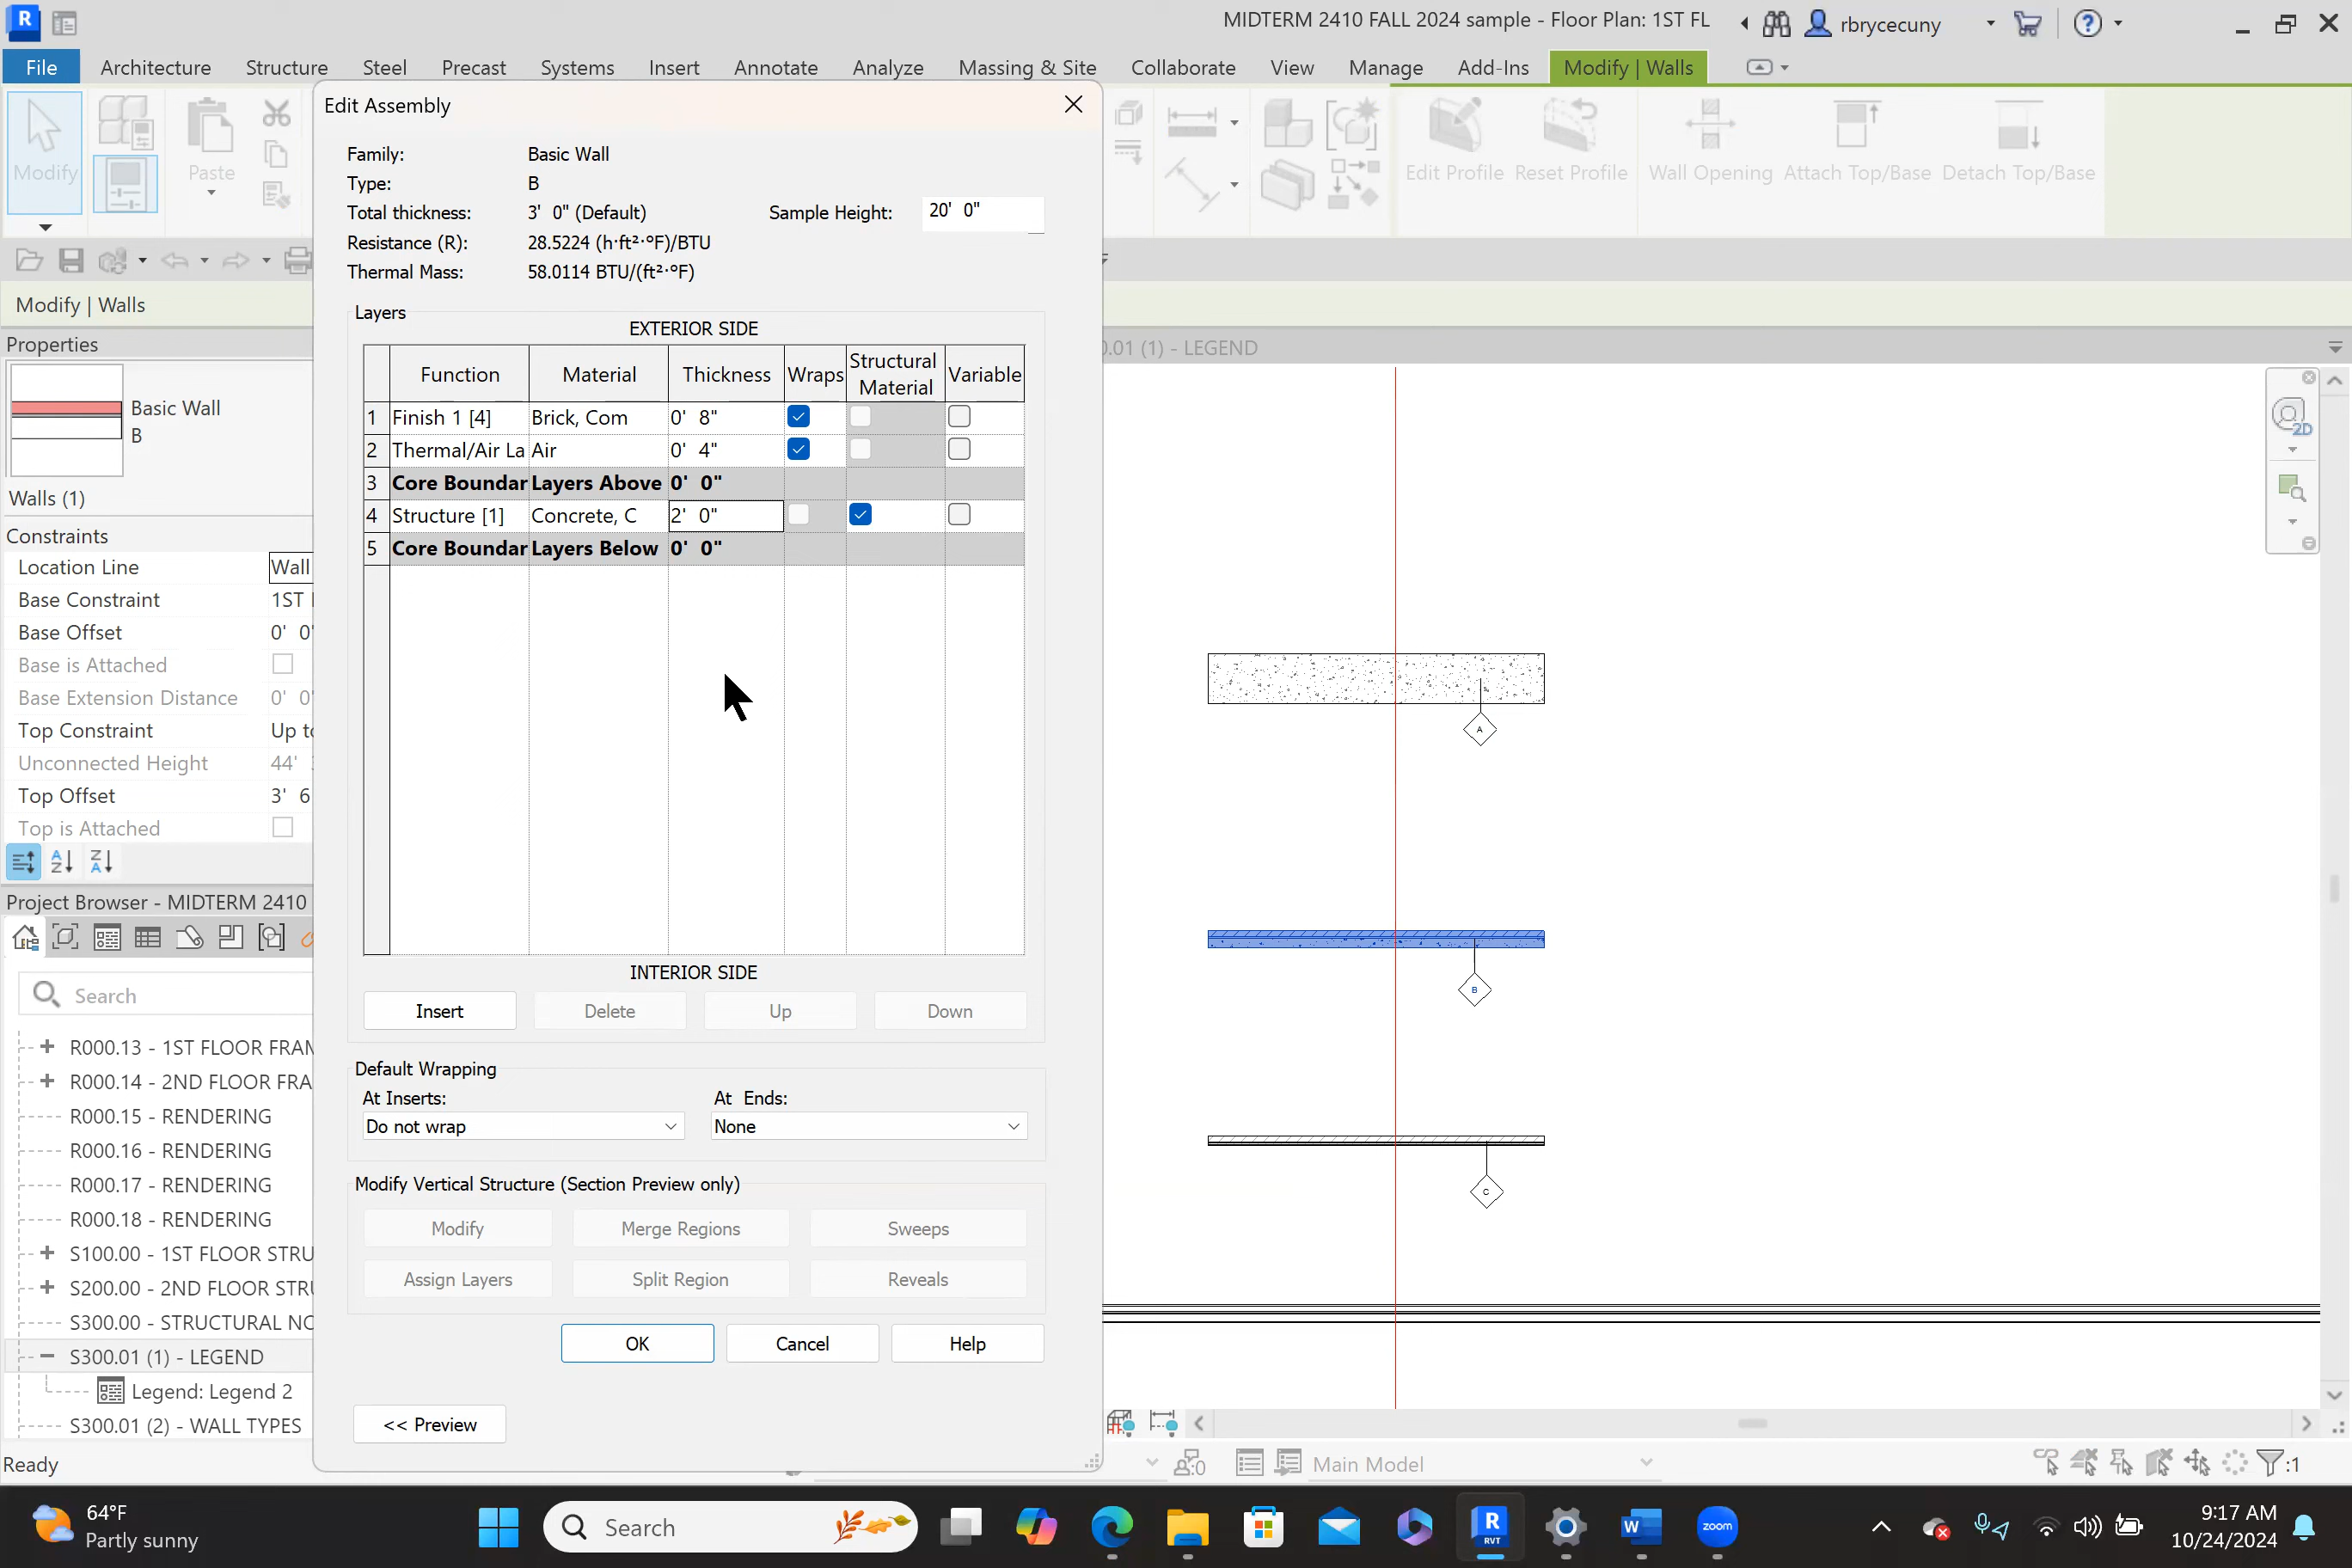 R
MIDTERM 2410 FALL 2024 sample - Floor Plan: 1ST FL
rbrycecuny
File Architecture Structure Steel Precast Systems Insert Annotate Analyze Massing & Site Collaborate View Manage Add-Ins Modify | Walls
Modify Paste Edit Profile Reset Profile Wall Opening Attach Top/Base Detach Top/Base
Modify | Walls
Properties
Basic Wall
B
Walls (1)
Constraints
Location Line Wall
Base Constraint 1ST
Base Offset 0' 0"
Base is Attached
Base Extension Distance 0' 0"
Top Constraint Up to
Unconnected Height 44'
Top Offset 3' 6
Top is Attached
Project Browser - MIDTERM 2410
Search
R000.13 - 1ST FLOOR FRAM
R000.14 - 2ND FLOOR FRA
R000.15 - RENDERING
R000.16 - RENDERING
R000.17 - RENDERING
R000.18 - RENDERING
S100.00 - 1ST FLOOR STRU
S200.00 - 2ND FLOOR STRU
S300.00 - STRUCTURAL NO
S300.01 (1) - LEGEND
Legend: Legend 2
S300.01 (2) - WALL TYPES
Ready
Edit Assembly
Family: Basic Wall
Type: B
Total thickness: 3' 0" (Default) Sample Height: 20' 0"
Resistance (R): 28.5224 (h·ft²·°F)/BTU
Thermal Mass: 58.0114 BTU/(ft²·°F)
Layers
EXTERIOR SIDE
Function Material Thickness Wraps Structural Material Variable
1 Finish 1 [4] Brick, Com 0' 8"
2 Thermal/Air La Air 0' 4"
3 Core Boundar Layers Above 0' 0"
4 Structure [1] Concrete, C 2' 0"
5 Core Boundar Layers Below 0' 0"
INTERIOR SIDE
Insert Delete Up Down
Default Wrapping
At Inserts: At Ends:
Do not wrap None
Modify Vertical Structure (Section Preview only)
Modify Merge Regions Sweeps
Assign Layers Split Region Reveals
OK Cancel Help
<< Preview
.01 (1) - LEGEND
2D
A
B
C
:0 Main Model :1
64°F
Partly sunny
Search
R
RVT
W
zoom
9:17 AM
10/24/2024